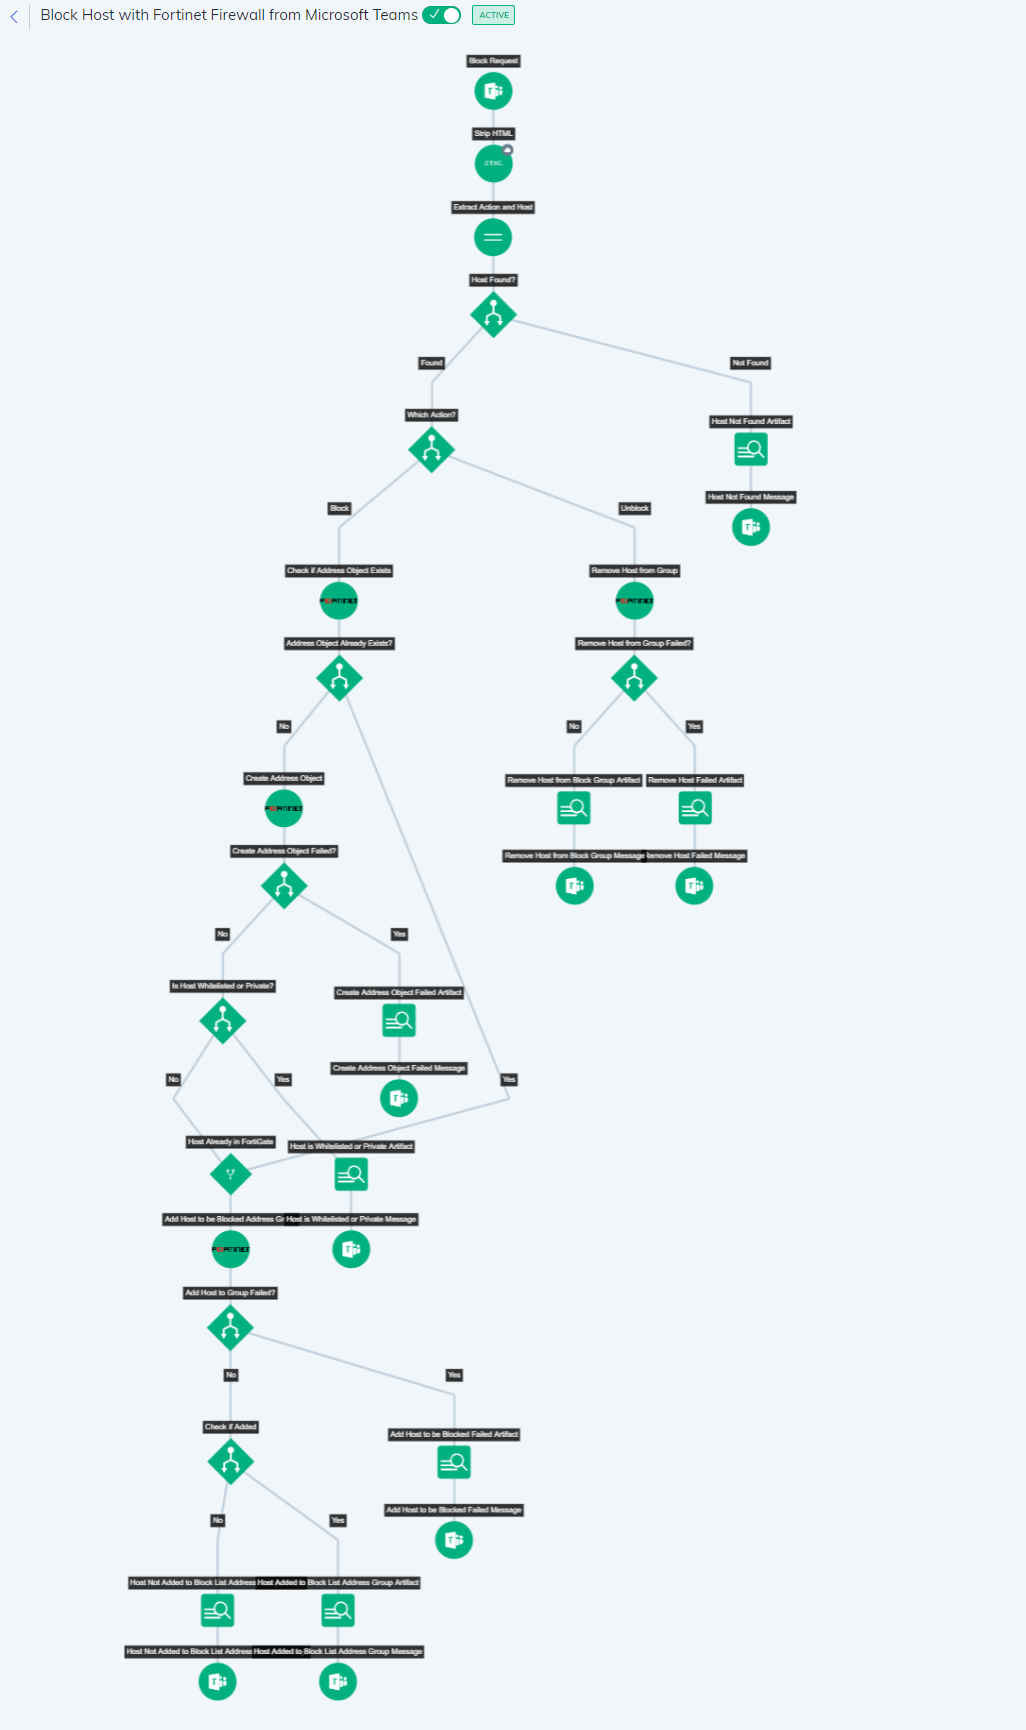 Block Host with Fortinet Firewall from Microsoft Teams
ACTIVE
Block Request
Strip HTML
Extract Action and Host
Host Found?
Found
Not Found
Which Action?
Host Not Found Artifact
Host Not Found Message
Block
Unblock
Check if Address Object Exists
Remove Host from Group
FORTINET
FORTINET
Address Object Already Exists?
Remove Host from Group Failed?
No
No
Yes
Create Address Object
Remove Host from Block Group Artifact
Remove Host Failed Artifact
FORTINET
Create Address Object Failed?
Remove Host from Block Group Message
Remove Host Failed Message
No
Yes
Is Host Whitelisted or Private?
Create Address Object Failed Artifact
Create Address Object Failed Message
No
Yes
Yes
Host Already in FortiGate
Host is Whitelisted or Private Artifact
Add Host to be Blocked Address
Host is Whitelisted or Private Message
FORTINET
Add Host to Group Failed?
No
Yes
Check if Added
Add Host to be Blocked Failed Artifact
Add Host to be Blocked Failed Message
No
Yes
Host Not Added to Block List Address
Host Added to Block List Address Group Artifact
Host Not Added to Block List Address
Host Added to Block List Address Group Message